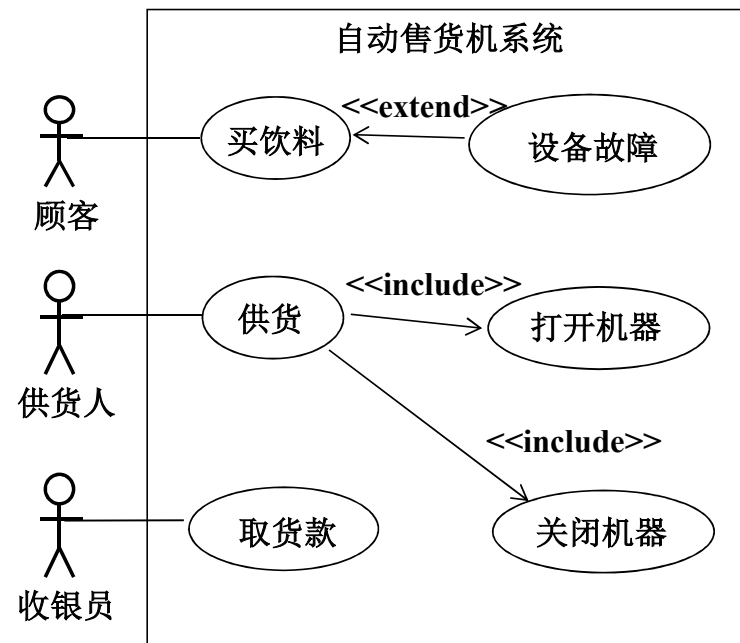 自动售货机系统
<<extend>>
买饮料
设备故障
顾客
<<include>>
供货
打开机器
供货人
<<include>>
取货款
关闭机器
收银员